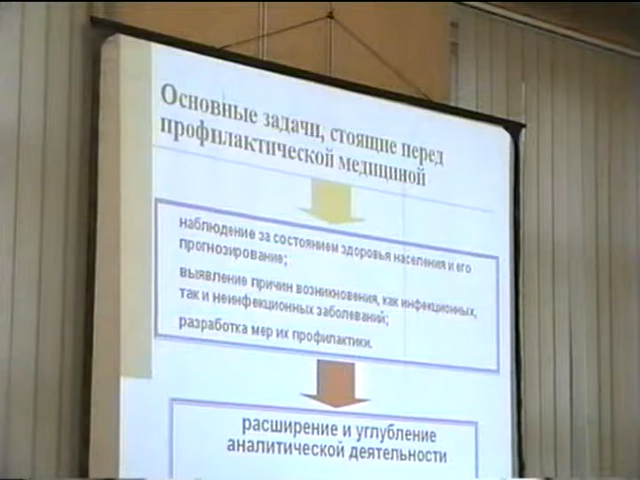 Основные задачи, стоящие перед
профилактической медициной
наблюдение за состоянием здоровья населения и его
прогнозирование;
выявление причин возникновения, как инфекционных,
так и неинфекционных заболеваний;
разработка мер их профилактики.
расширение и углубление
аналитической деятельности